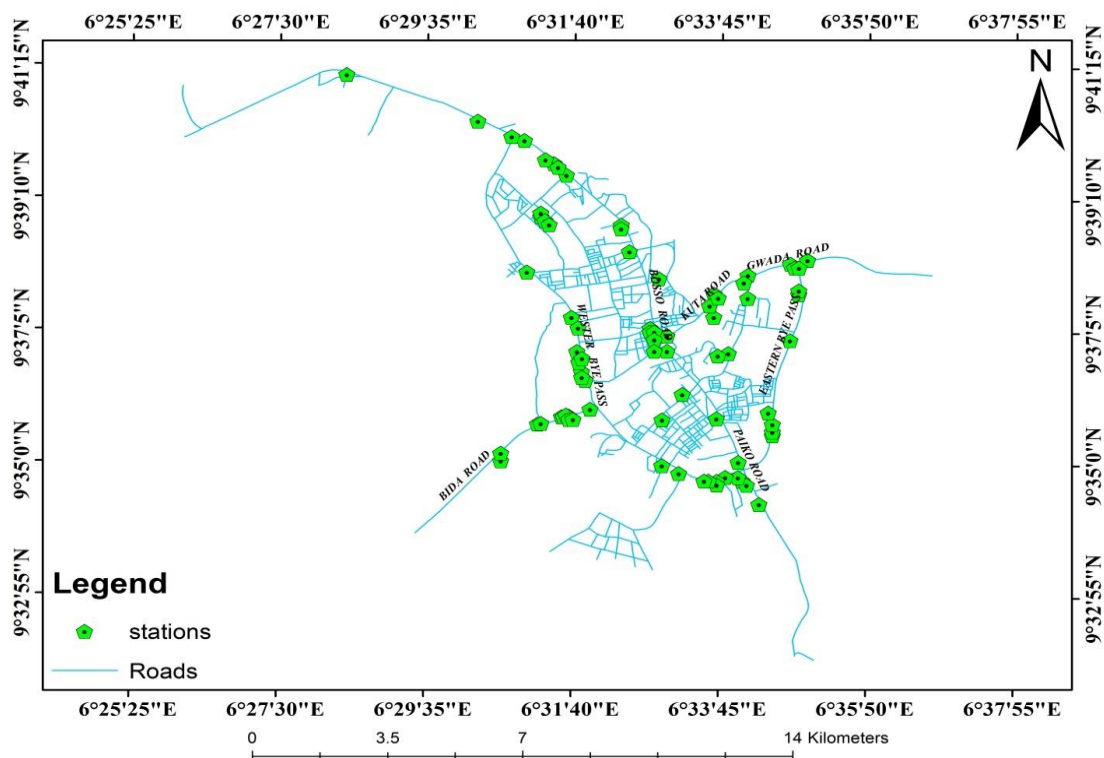 6°25'25"E 6°27'30"E 6°29'35"E 6°31'40"E 6°33'45"E 6°35'50"E 6°37'55"E
9°41'15"N
9°41'15"N
N
9°39'10"N
9°39'10"N
GWADA ROAD
KUTA ROAD
BOSSO ROAD
9°37'5"N
9°37'5"N
WESTER BYE PASS
EASTERN BYE PASS
PAIKO ROAD
9°35'0"N
9°35'0"N
BIDA ROAD
9°32'55"N
9°32'55"N
Legend
stations
Roads
6°25'25"E 6°27'30"E 6°29'35"E 6°31'40"E 6°33'45"E 6°35'50"E 6°37'55"E
0 3.5 7 14 Kilometers